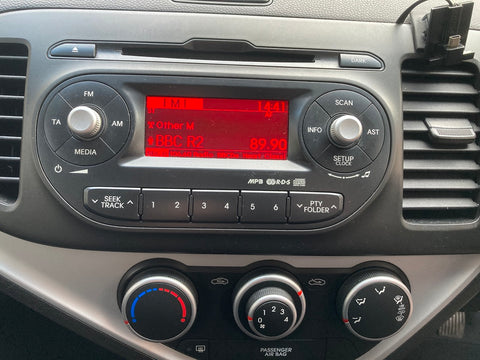 DARK
FM
TA
AM
MEDIA
FM1 14:41
Other M
BBC R2 89.90
SCAN
INFO
AST
SETUP
CLOCK
MP3 RDS
SEEK
TRACK
1 2 3 4 5 6
PTY
FOLDER
0 1 2 3 4
PASSENGER
AIR BAG